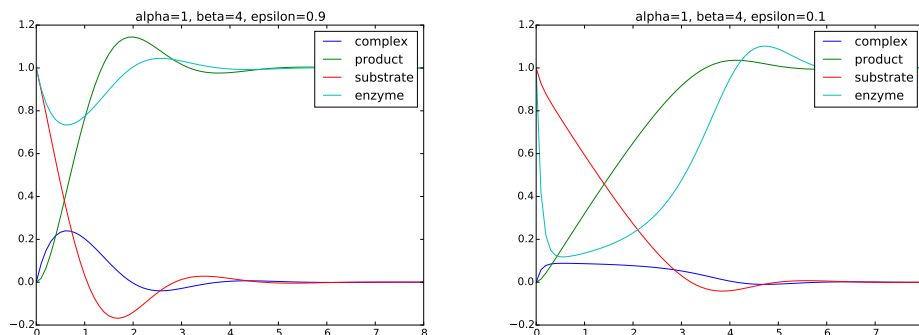 alpha=1, beta=4, epsilon=0.9
1.2
1.0
0.8
0.6
0.4
0.2
0.0
−0.2
0 1 2 3 4 5 6 7 8
complex
product
substrate
enzyme
alpha=1, beta=4, epsilon=0.1
1.2
1.0
0.8
0.6
0.4
0.2
0.0
−0.2
0 1 2 3 4 5 6 7
complex
product
substrate
enzyme